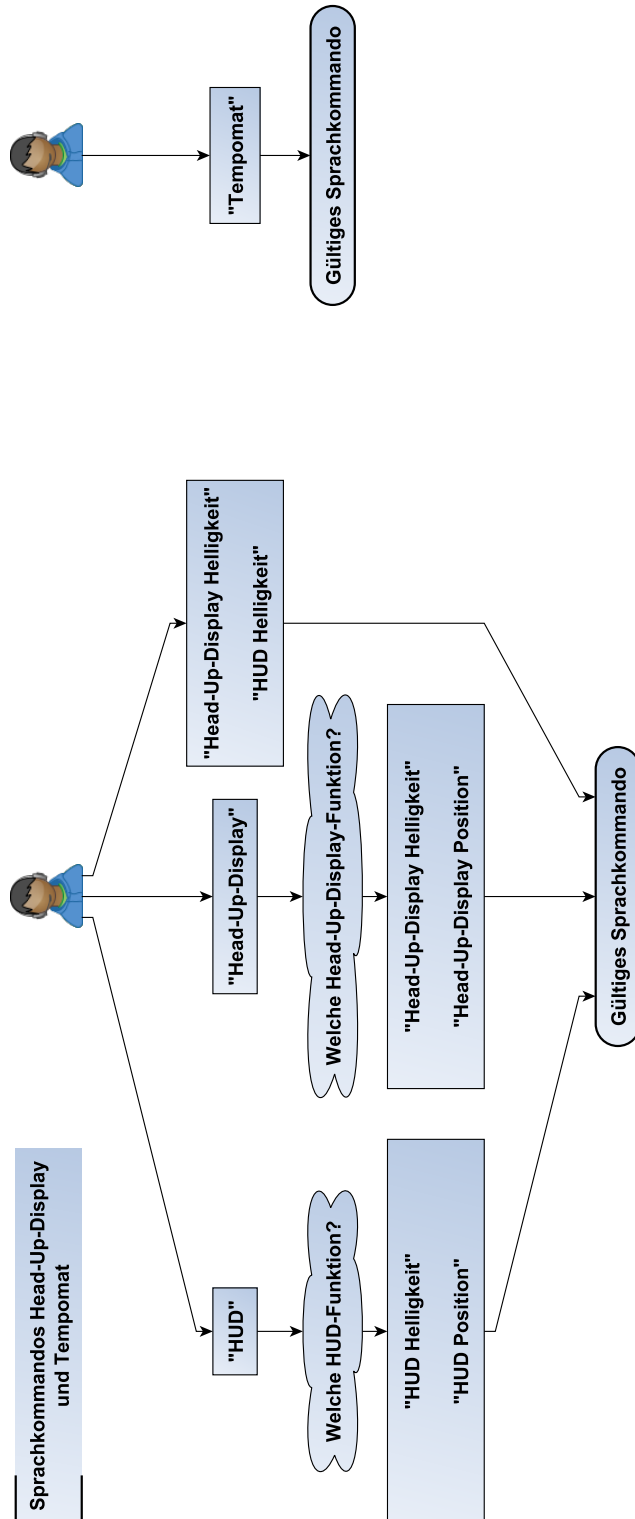 Sprachkommandos Head-Up-Display
und Tempomat
"HUD"
Welche HUD-Funktion?
"HUD Helligkeit"
"HUD Position"
"Head-Up-Display"
Welche Head-Up-Display-Funktion?
"Head-Up-Display Helligkeit"
"Head-Up-Display Position"
"Head-Up-Display Helligkeit"
"HUD Helligkeit"
Gültiges Sprachkommando
"Tempomat"
Gültiges Sprachkommando